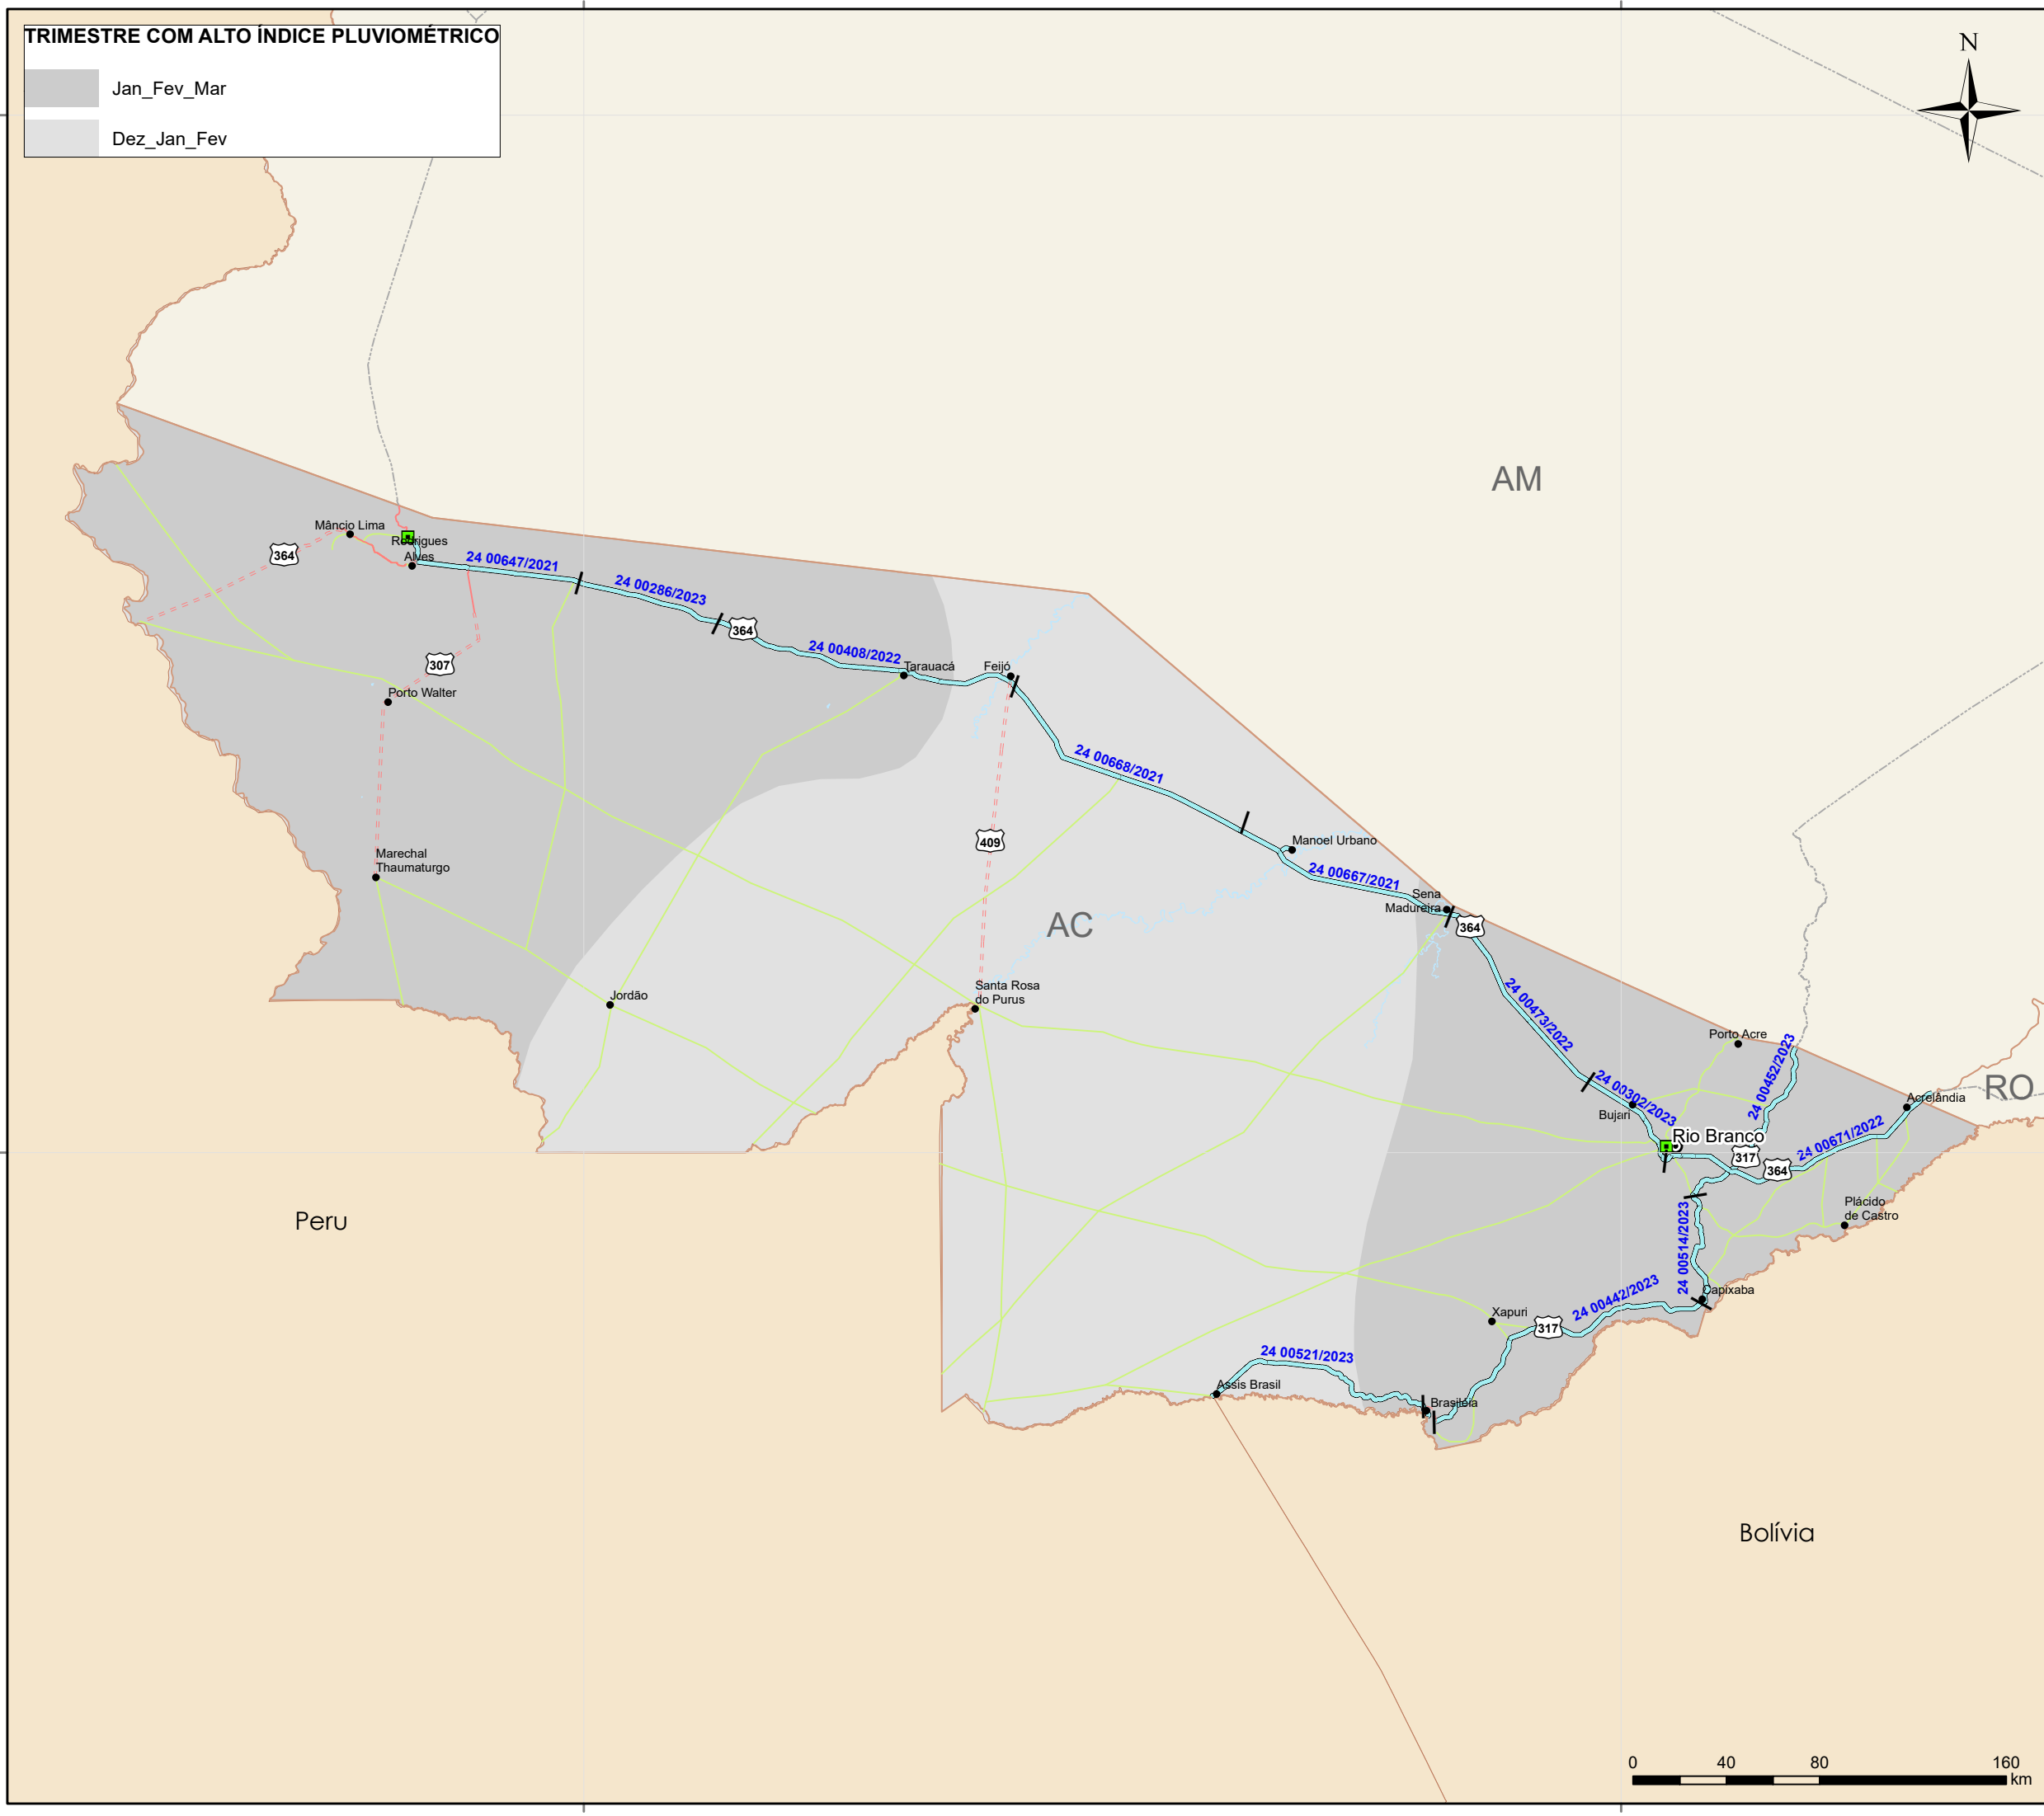 TRIMESTRE COM ALTO ÍNDICE PLUVIOMÉTRICO
Jan_Fev_Mar
Dez_Jan_Fev
N
AM
Mâncio Lima
Rodrigues
Alves
364
24 00647/2021
24 00286/2023
364
24 00408/2022
307
Tarauacá
Feijó
Porto Walter
24 00668/2021
409
Manoel Urbano
Marechal
Thaumaturgo
24 00667/2021
Sena
Madureira
AC
364
Santa Rosa
do Purus
Jordão
24 00473/2022
Porto Acre
24 00452/2023
24 00302/2023
RO
Acrelândia
Bujari
Rio Branco
24 00671/2022
317
364
Plácido
de Castro
Peru
24 00514/2023
Capixaba
24 00442/2023
Xapuri
317
24 00521/2023
Assis Brasil
Brasiléia
Bolívia
0 40 80 160
km